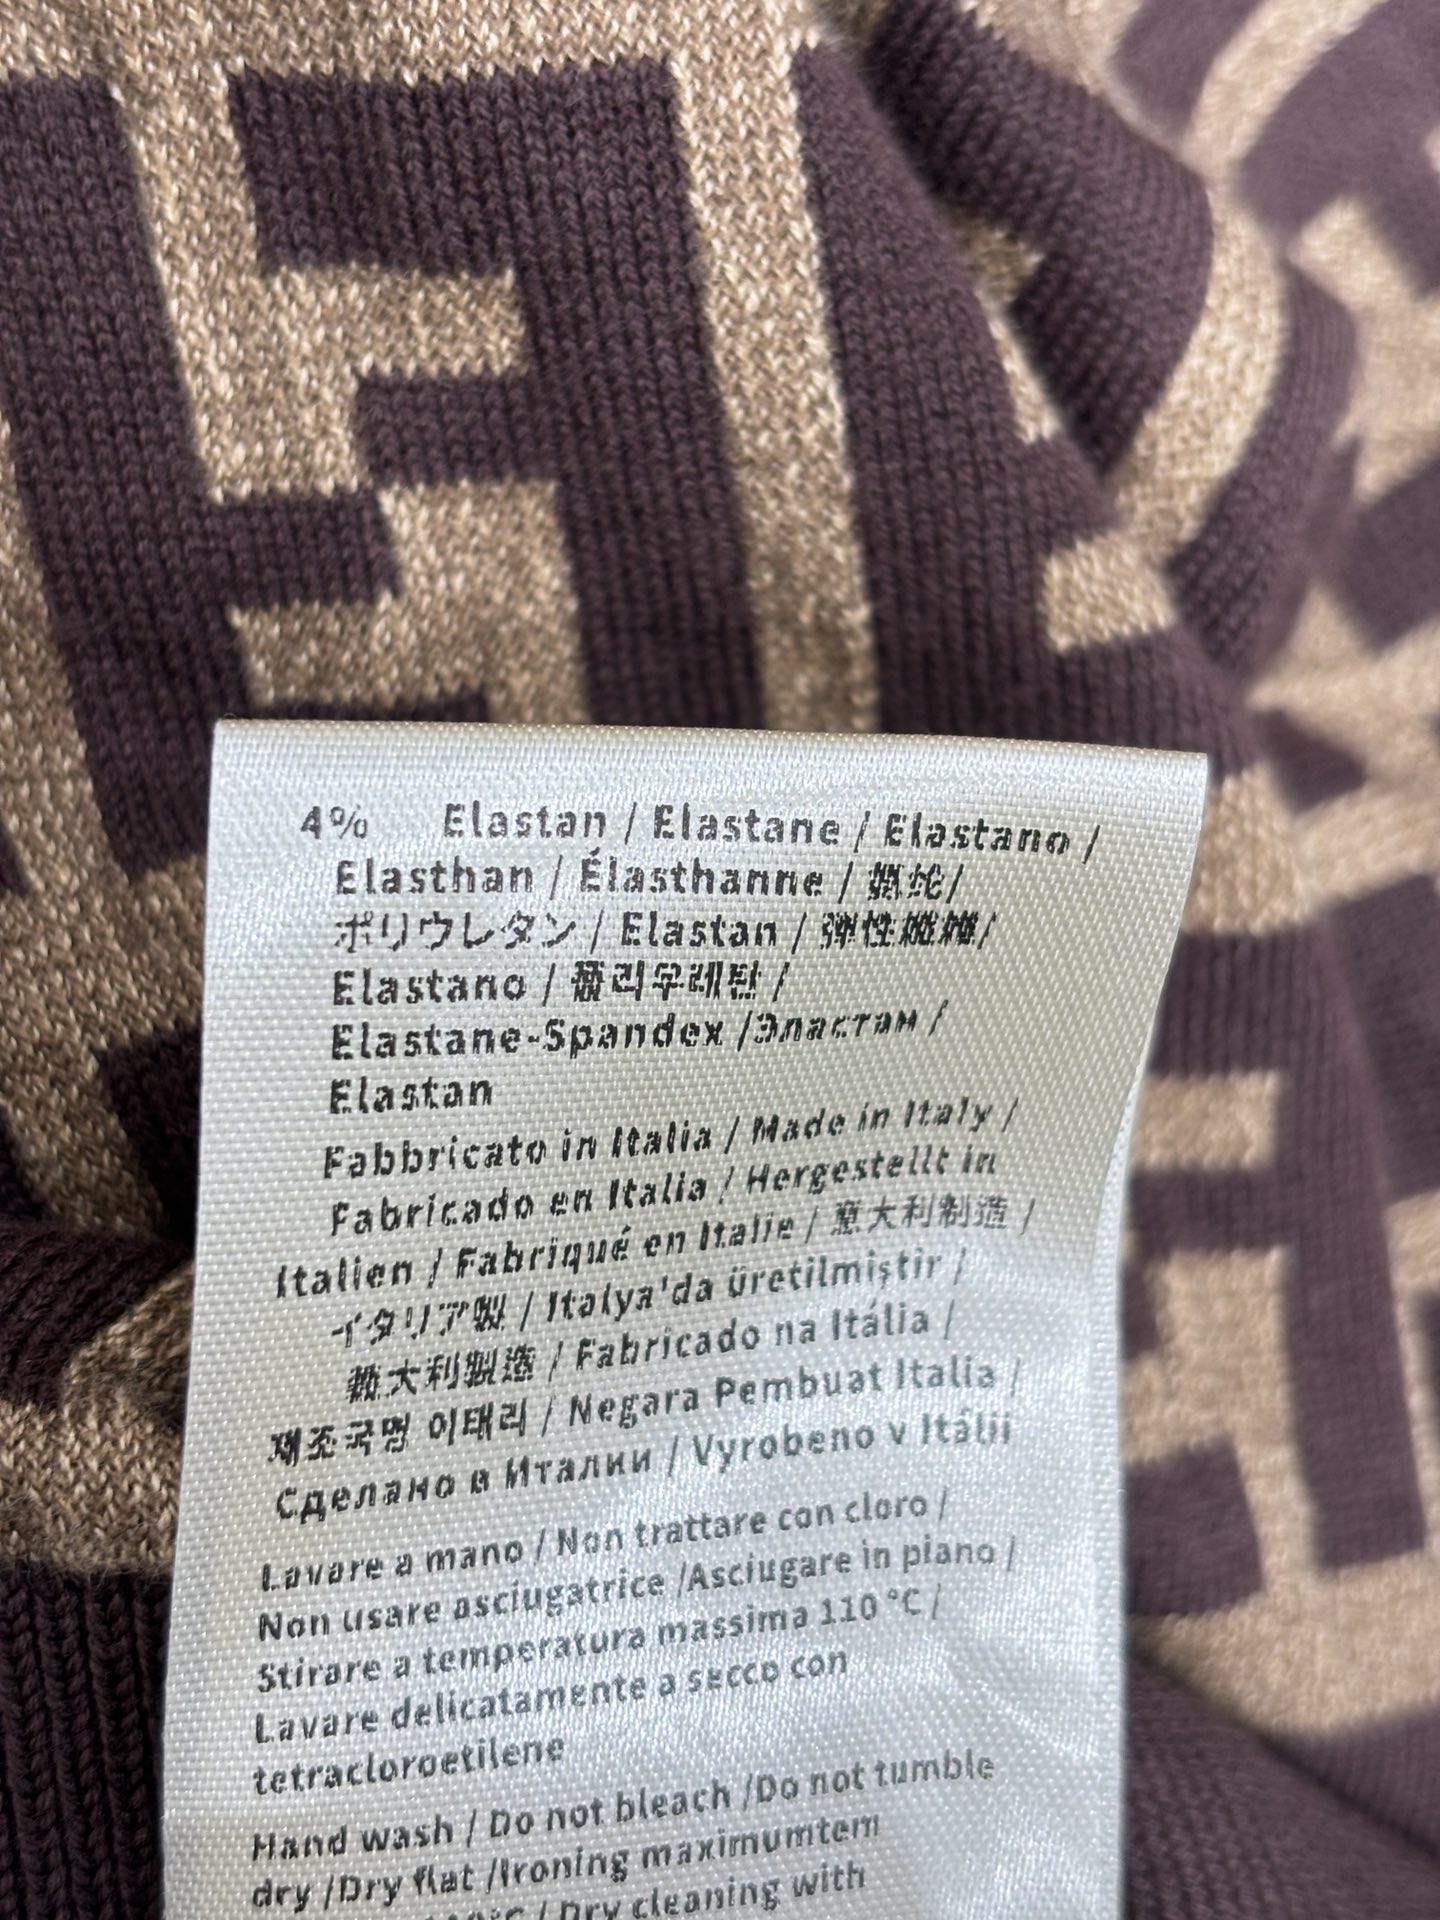 4% Elastan / Elastane / Elastano /
Elasthan / Élasthanne / 氨纶/
ポリウレタン / Elastan / 彈性纖維/
Elastano / 폴리우레탄 /
Elastane-Spandex /Эластан /
Elastan
Fabbricato in Italia / Made in Italy /
Fabricado en Italia / Hergestellt in
Italien / Fabriqué en Italie / 意大利制造 /
イタリア製 / Italya'da üretilmiştir /
義大利製造 / Fabricado na Itália /
제조국명 이태리 / Negara Pembuat Italia /
Сделано в Италии / Vyrobeno v Itálii
Lavare a mano / Non trattare con cloro /
Non usare asciugatrice /Asciugare in piano /
Stirare a temperatura massima 110 °C /
Lavare delicatamente a secco con
tetracloroetilene
Hand wash / Do not bleach /Do not tumble
dry /Dry flat /Ironing maximumtem
/ Dry cleaning with